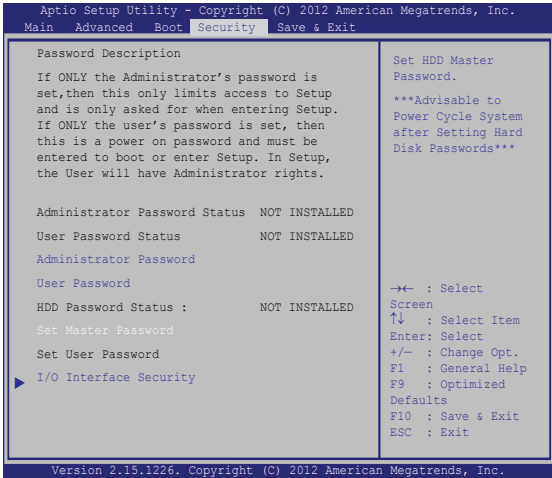 Aptio Setup Utility - Copyright (C) 2012 American Megatrends, Inc.
Main Advanced Boot Security Save & Exit
Password Description
If ONLY the Administrator's password is
set,then this only limits access to Setup
and is only asked for when entering Setup.
If ONLY the user's password is set, then
this is a power on password and must be
entered to boot or enter Setup. In Setup,
the User will have Administrator rights.
Administrator Password Status NOT INSTALLED
User Password Status NOT INSTALLED
Administrator Password
User Password
HDD Password Status : NOT INSTALLED
Set Master Password
Set User Password
I/O Interface Security
Set HDD Master
Password.
***Advisable to
Power Cycle System
after Setting Hard
Disk Passwords***
→← : Select
Screen
↑↓ : Select Item
Enter: Select
+/— : Change Opt.
F1 : General Help
F9 : Optimized
Defaults
F10 : Save & Exit
ESC : Exit
Version 2.15.1226. Copyright (C) 2012 American Megatrends, Inc.